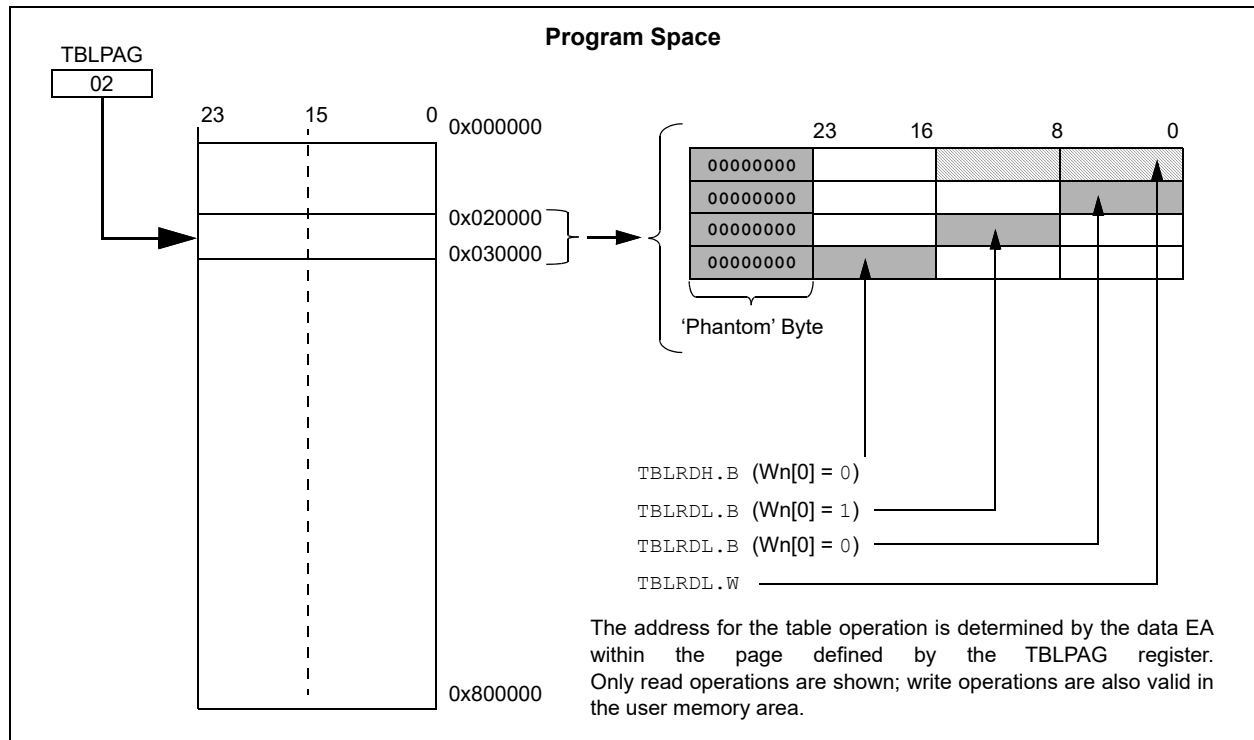 Program Space
TBLPAG
02
23 15 0
0x000000
0x020000
0x030000
0x800000
23 16 8 0
00000000
00000000
00000000
00000000
‘Phantom’ Byte
TBLRDH.B (Wn[0] = 0)
TBLRDL.B (Wn[0] = 1)
TBLRDL.B (Wn[0] = 0)
TBLRDL.W
The address for the table operation is determined by the data EA
within the page defined by the TBLPAG register.
Only read operations are shown; write operations are also valid in
the user memory area.